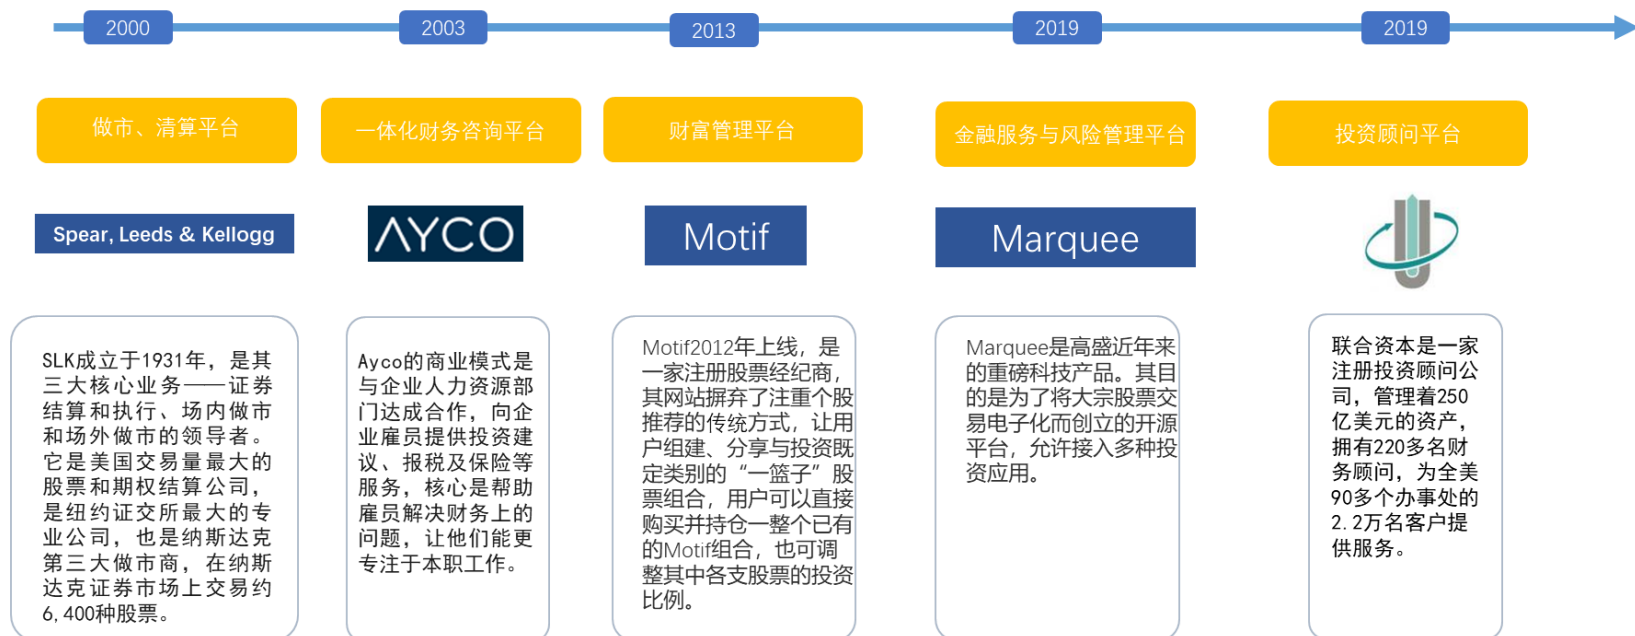 2000
2003
2013
2019
2019
做市、清算平台
一体化财务咨询平台
财富管理平台
金融服务与风险管理平台
投资顾问平台
Spear, Leeds & Kellogg
AYCO
Motif
Marquee
SLK成立于1931年，是其
三大核心业务——证券
结算和执行、场内做市
和场外做市的领导者。
它是美国交易量最大的
股票和期权结算公司，
是纽约证交所最大的专
业公司，也是纳斯达克
第三大做市商，在纳斯
达克证券市场上交易约
6,400种股票。
Ayco的商业模式是
与企业人力资源部
门达成合作，向企
业雇员提供投资建
议、报税及保险等
服务，核心是帮助
雇员解决财务上的
问题，让他们能更
专注于本职工作。
Motif2012年上线，是
一家注册股票经纪商，
其网站摒弃了注重个股
推荐的传统方式，让用
户组建、分享与投资既
定类别的“一篮子”股
票组合，用户可以直接
购买并持仓一整个已有
的Motif组合，也可调
整其中各支股票的投资
比例。
Marquee是高盛近年来
的重磅科技产品。其目
的是为了将大宗股票交
易电子化而创立的开源
平台，允许接入多种投
资应用。
联合资本是一家
注册投资顾问公
司，管理着250
亿美元的资产，
拥有220多名财
务顾问，为全美
90多个办事处的
2.2万名客户提
供服务。